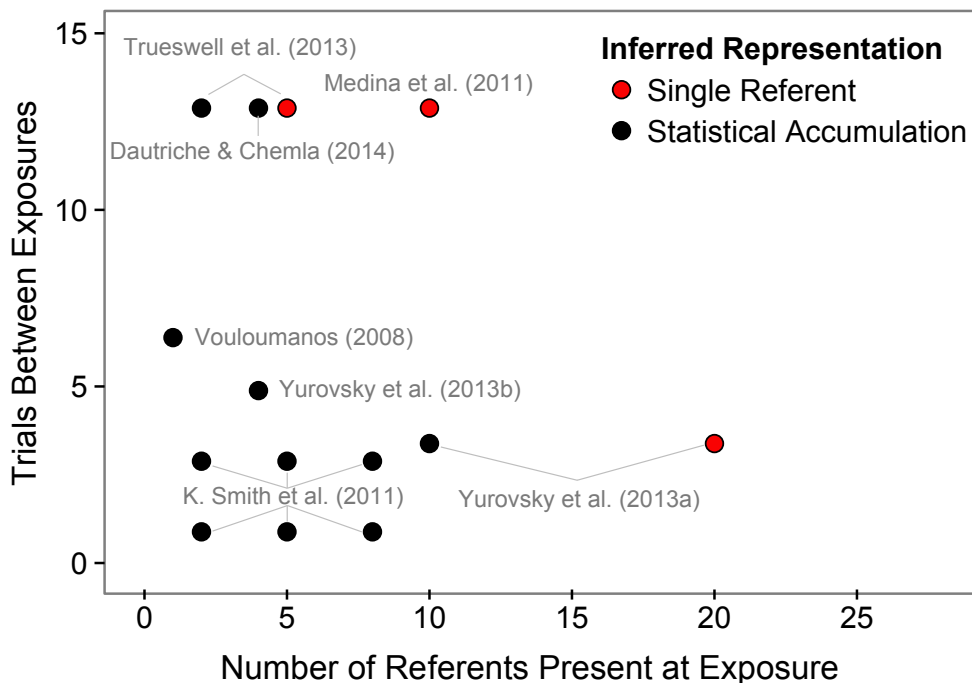 15
10
5
0
Trials Between Exposures
Trueswell et al. (2013)
Medina et al. (2011)
Dautriche & Chemla (2014)
Inferred Representation
Single Referent
Statistical Accumulation
Vouloumanos (2008)
Yurovsky et al. (2013b)
K. Smith et al. (2011)
Yurovsky et al. (2013a)
0 5 10 15 20 25
Number of Referents Present at Exposure